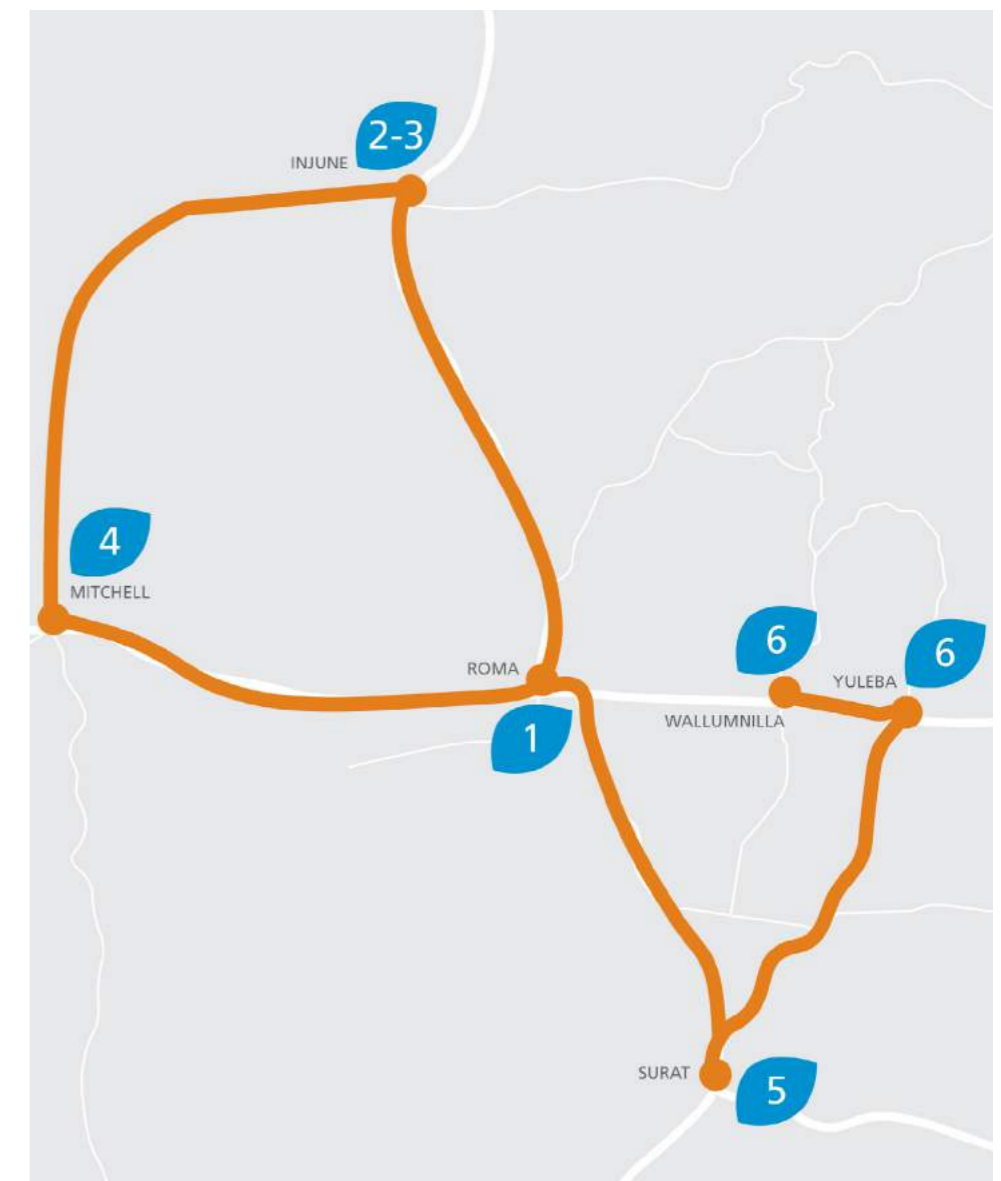 2-3
INJUNE
4
MITCHELL
ROMA
1
6
WALLUMNILLA
6
YULEBA
SURAT
5